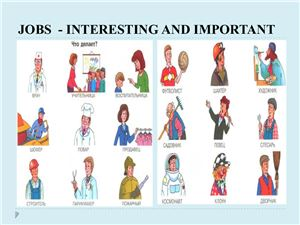 JOBS - INTERESTING AND IMPORTANT
Что делает?
ВРАЧ УЧИТЕЛЬНИЦА ВОСПИТАТЕЛЬНИЦА ФУТБОЛИСТ ШАХТЕР ХУДОЖНИК
ШОФЕР ПОВАР ПРОДАВЕЦ САДОВНИК ПЕВЕЦ СЛЕСАРЬ
СТРОИТЕЛЬ ПАРИКМАХЕР ПОЖАРНЫЙ КОСМОНАВТ КЛОУН ДВОРНИК